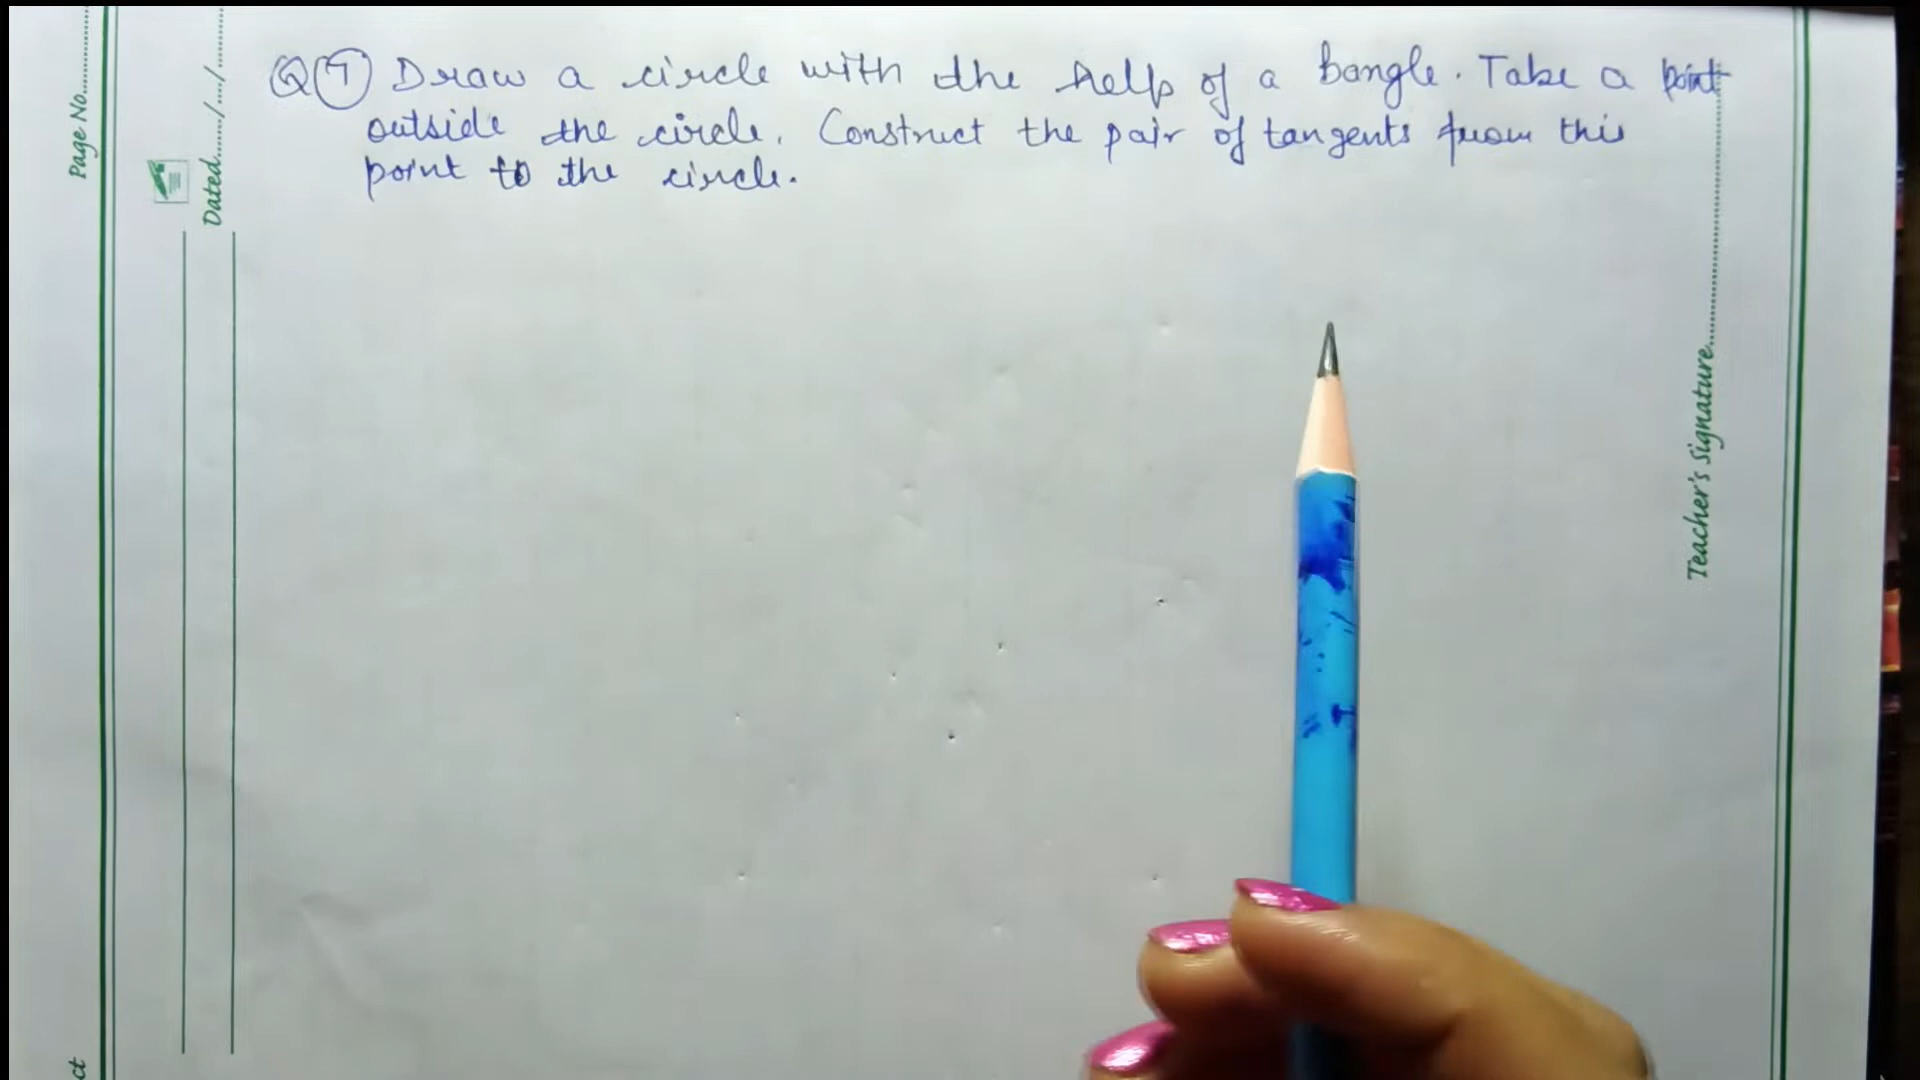 Page No..........
Dated....../...../......
Q 7 Draw a circle with the help of a bangle. Take a point
outside the circle. Construct the pair of tangents from this
point to the circle.
Teacher's Signature..........
ct